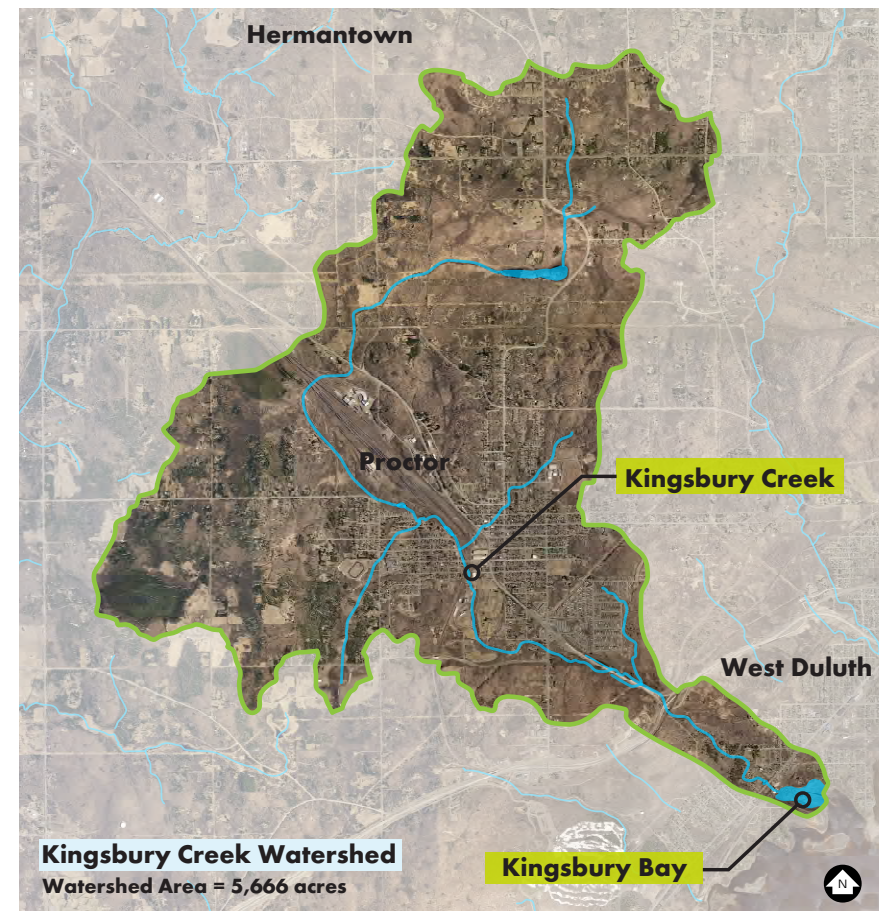 Hermantown
Proctor
Kingsbury Creek
West Duluth
Kingsbury Creek Watershed
Watershed Area = 5,666 acres
Kingsbury Bay
N